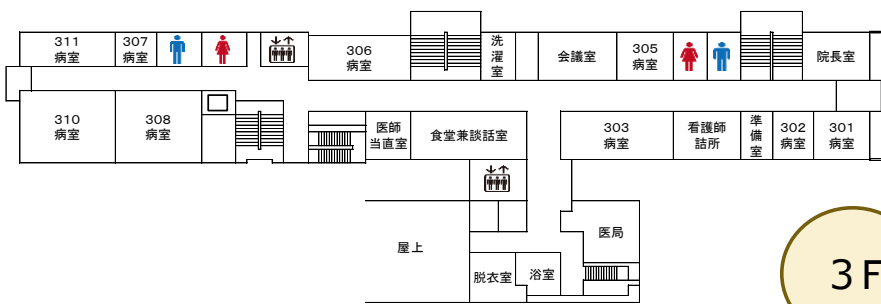 311
病室
307
病室
306
病室
洗濯室
会議室
305
病室
院長室
310
病室
308
病室
医師
当直室
食堂兼談話室
303
病室
看護師
詰所
準備室
302
病室
301
病室
屋上
医局
脱衣室
浴室
3F